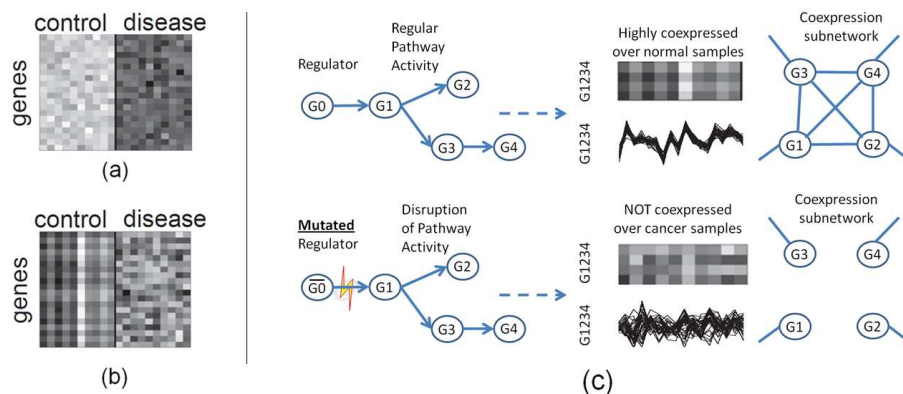 control disease
genes
(a)
control disease
genes
(b)
Regulator
Regular
Pathway
Activity
G0
G1
G2
G3
G4
Highly coexpressed
over normal samples
G1234
G1234
Coexpression
subnetwork
G3
G4
G1
G2
Mutated
Regulator
Disruption
of Pathway
Activity
G0
G1
G2
G3
G4
NOT coexpressed
over cancer samples
G1234
G1234
Coexpression
subnetwork
G3
G4
G1
G2
(c)